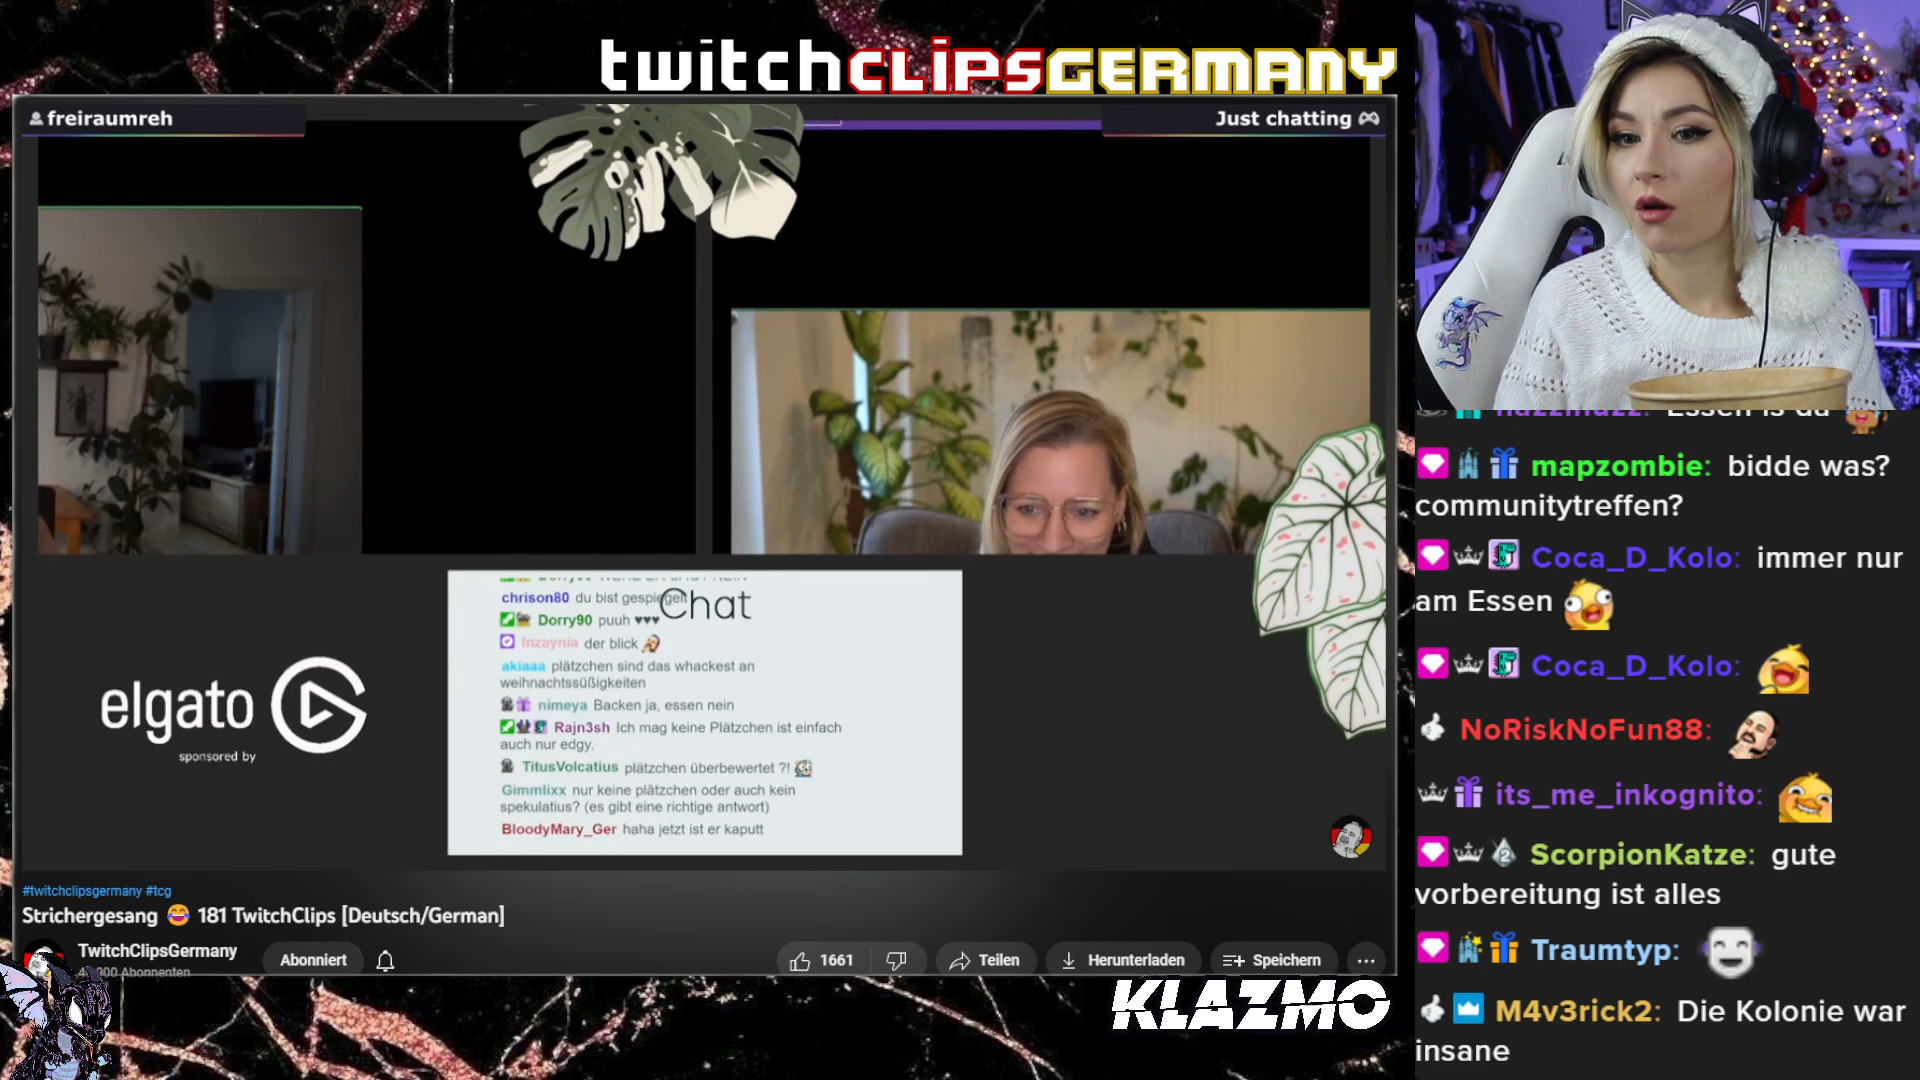 twitchclipsGERMANY
freiraumreh
Just chatting
Chat
chrison80 du bist gespiegelt
Dorry90 puuh ♥♥♥
Inzaynia der blick
akiaaa plätzchen sind das whackest an
weihnachtssüßigkeiten
nimeya Backen ja, essen nein
Rajn3sh Ich mag keine Plätzchen ist einfach
auch nur edgy.
TitusVolcatius plätzchen überbewertet ?!
Gimmlixx nur keine plätzchen oder auch kein
spekulatius? (es gibt eine richtige antwort)
BloodyMary_Ger haha jetzt ist er kaputt
elgato
sponsored by
#twitchclipsgermany #tcg
Strichergesang 😂 181 TwitchClips [Deutsch/German]
TwitchClipsGermany
Abonnenten
Abonniert
1661
Teilen
Herunterladen
Speichern
KLAZMO
Essen is da
mapzombie: bidde was?
communitytreffen?
Coca_D_Kolo: immer nur
am Essen
Coca_D_Kolo:
NoRiskNoFun88:
its_me_inkognito:
ScorpionKatze: gute
vorbereitung ist alles
Traumtyp:
M4v3rick2: Die Kolonie war
insane